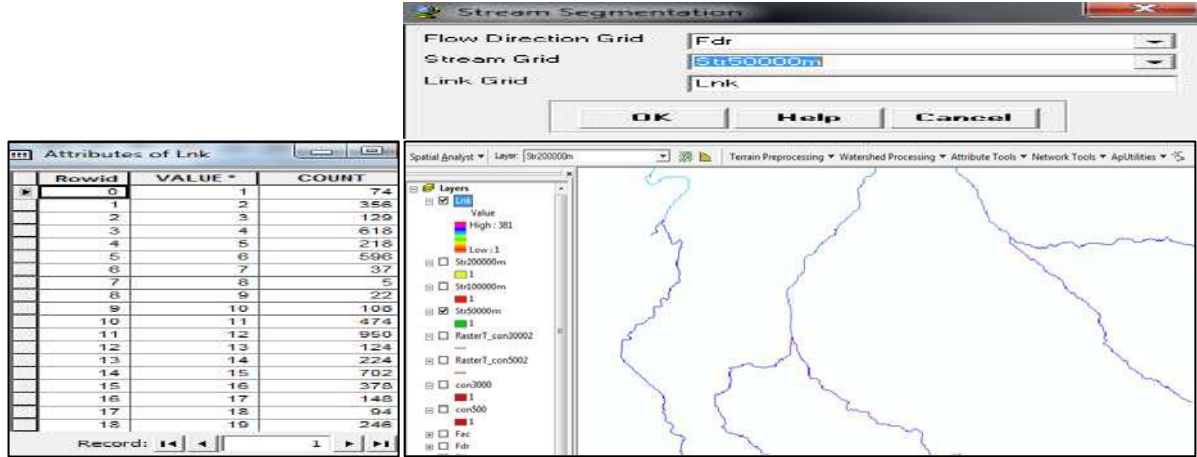 Stream Segmentation
Flow Direction Grid Fdr
Stream Grid Str50000m
Link Grid Lnk
OK Help Cancel
Attributes of Lnk
Rowid VALUE * COUNT
0 1 74
1 2 356
2 3 129
3 4 618
4 5 218
5 6 596
6 7 37
7 8 5
8 9 22
9 10 108
10 11 474
11 12 950
12 13 124
13 14 224
14 15 702
15 16 378
16 17 148
17 18 94
18 19 246
Record: 1
Spatial Analyst Layer: Str200000m Terrain Preprocessing Watershed Processing Attribute Tools Network Tools ApUtilities
Layers
Lnk
Value
High : 381
Low : 1
Str200000m
1
Str100000m
1
Str50000m
1
RasterT_con30002
RasterT_con5002
con3000
1
con500
1
Fac
Fdr